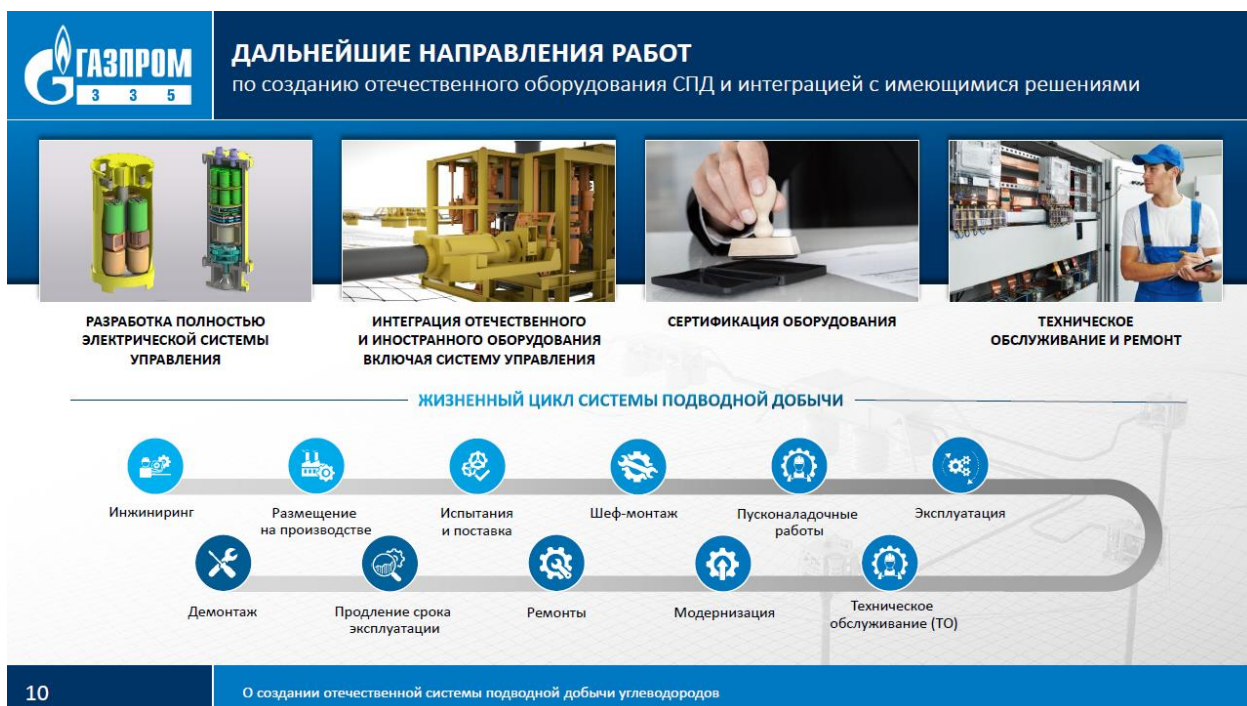 ГАЗПРОМ
3 3 5
ДАЛЬНЕЙШИЕ НАПРАВЛЕНИЯ РАБОТ
по созданию отечественного оборудования СПД и интеграцией с имеющимися решениями
РАЗРАБОТКА ПОЛНОСТЬЮ
ЭЛЕКТРИЧЕСКОЙ СИСТЕМЫ
УПРАВЛЕНИЯ
ИНТЕГРАЦИЯ ОТЕЧЕСТВЕННОГО
И ИНОСТРАННОГО ОБОРУДОВАНИЯ
ВКЛЮЧАЯ СИСТЕМУ УПРАВЛЕНИЯ
СЕРТИФИКАЦИЯ ОБОРУДОВАНИЯ
ТЕХНИЧЕСКОЕ
ОБСЛУЖИВАНИЕ И РЕМОНТ
ЖИЗНЕННЫЙ ЦИКЛ СИСТЕМЫ ПОДВОДНОЙ ДОБЫЧИ
Инжиниринг
Размещение
на производстве
Испытания
и поставка
Шеф-монтаж
Пусконаладочные
работы
Эксплуатация
Демонтаж
Продление срока
эксплуатации
Ремонты
Модернизация
Техническое
обслуживание (ТО)
10
О создании отечественной системы подводной добычи углеводородов